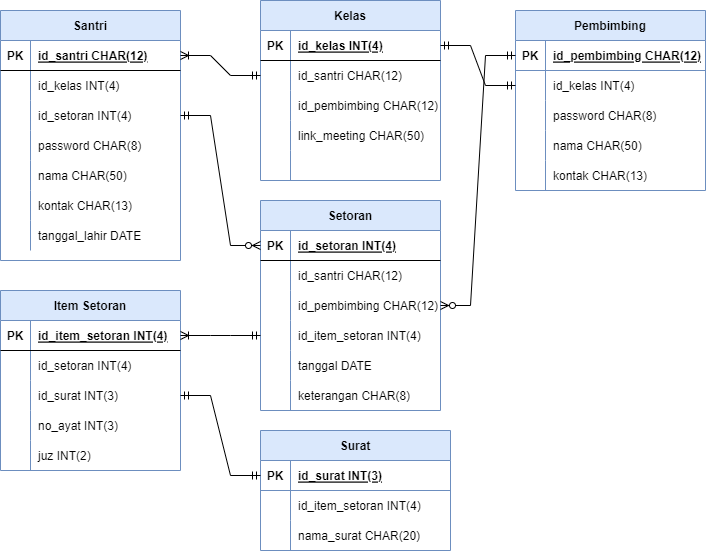 Santri
PK id_santri CHAR(12)
id_kelas INT(4)
id_setoran INT(4)
password CHAR(8)
nama CHAR(50)
kontak CHAR(13)
tanggal_lahir DATE
Kelas
PK id_kelas INT(4)
id_santri CHAR(12)
id_pembimbing CHAR(12)
link_meeting CHAR(50)
Pembimbing
PK id_pembimbing CHAR(12)
id_kelas INT(4)
password CHAR(8)
nama CHAR(50)
kontak CHAR(13)
Setoran
PK id_setoran INT(4)
id_santri CHAR(12)
id_pembimbing CHAR(12)
id_item_setoran INT(4)
tanggal DATE
keterangan CHAR(8)
Item Setoran
PK id_item_setoran INT(4)
id_setoran INT(4)
id_surat INT(3)
no_ayat INT(3)
juz INT(2)
Surat
PK id_surat INT(3)
id_item_setoran INT(4)
nama_surat CHAR(20)